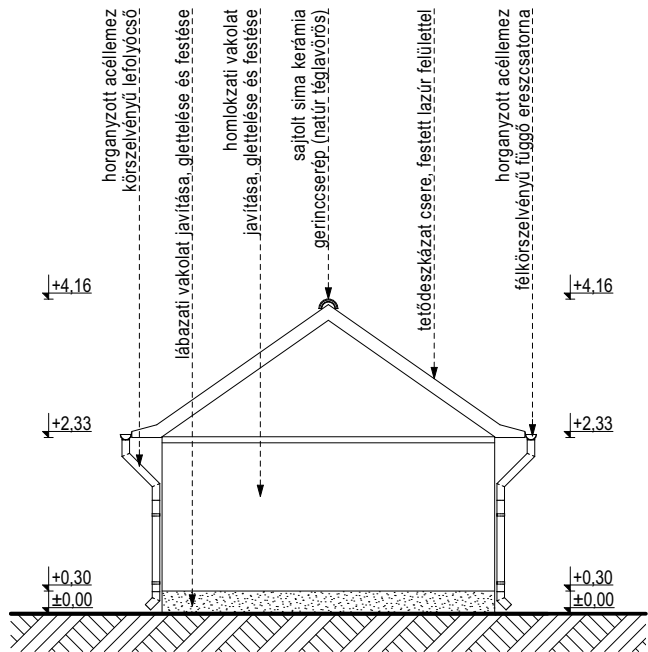 horganyzott acéllemez
körszelvényű lefolyócső
lábazati vakolat javítása, glettelése és festése
homlokzati vakolat
javítása, glettelése és festése
sajtolt sima kerámia
gerinccserép (natúr téglavörös)
tetődeszkázat csere, festett lazúr felülettel
horganyzott acéllemez
félkörszelvényű függő ereszcsatorna
+4,16
+4,16
+2,33
+2,33
+0,30
+0,30
±0,00
±0,00